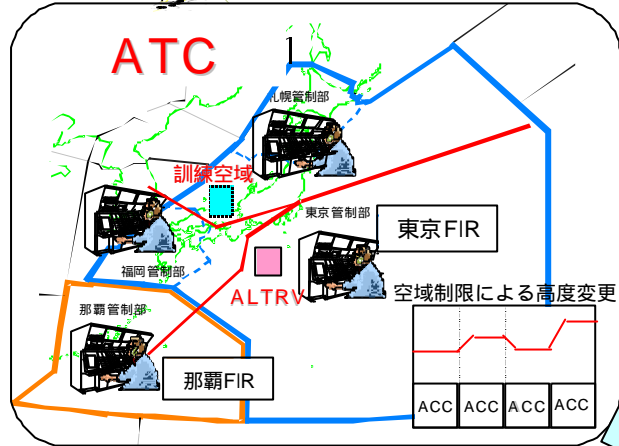 ATC
札幌管制部
訓練空域
東京管制部
東京FIR
福岡管制部
ALTRV
空域制限による高度変更
那覇管制部
那覇FIR
ACC ACC ACC ACC